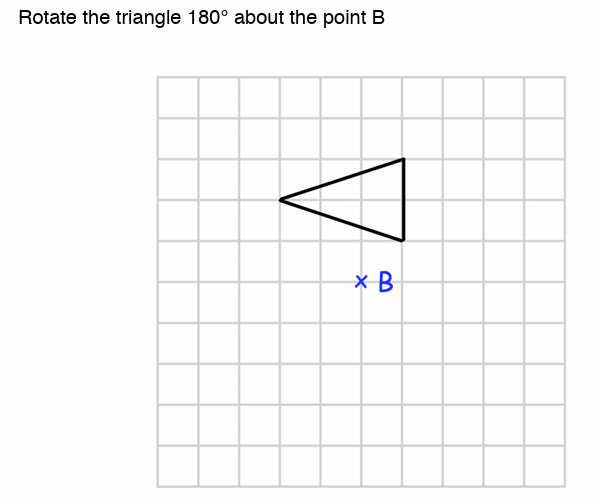 Rotate the triangle 180° about the point B
× B